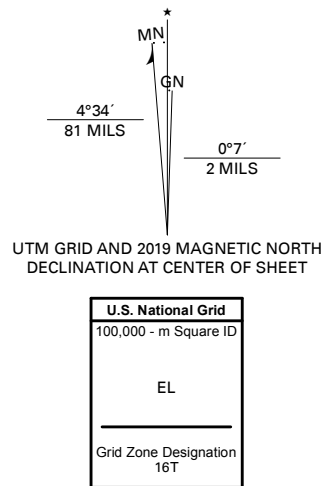 ★
MN
GN
4°34´
81 MILS
0°7´
2 MILS
UTM GRID AND 2019 MAGNETIC NORTH
DECLINATION AT CENTER OF SHEET
U.S. National Grid
100,000 - m Square ID
EL
Grid Zone Designation
16T